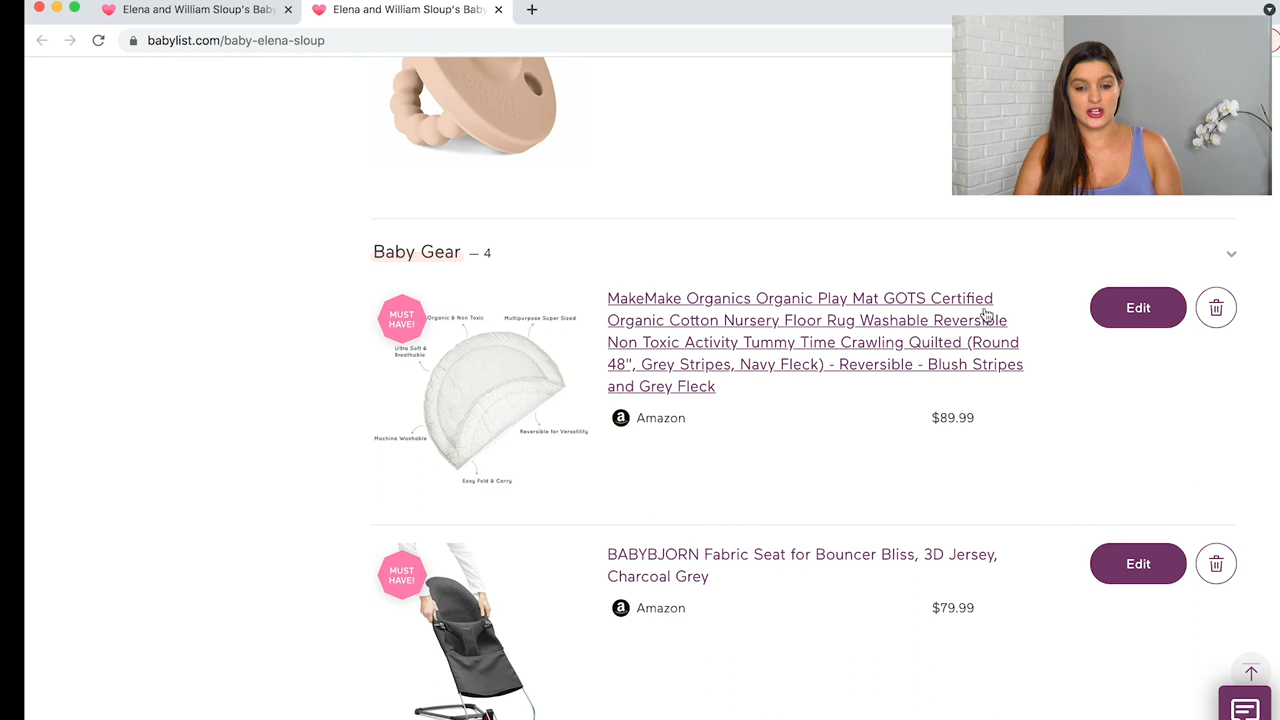 Elena and William Sloup's Baby
Elena and William Sloup's Baby
babylist.com/baby-elena-sloup
Baby Gear — 4
MUST
HAVE!
Organic & Non Toxic
Multipurpose Super Sized
Ultra Soft &
Breathable
Machine Washable
Reversible for Versatility
Easy Fold & Carry
MakeMake Organics Organic Play Mat GOTS Certified
Organic Cotton Nursery Floor Rug Washable Reversible
Non Toxic Activity Tummy Time Crawling Quilted (Round
48", Grey Stripes, Navy Fleck) - Reversible - Blush Stripes
and Grey Fleck
Amazon
$89.99
Edit
MUST
HAVE!
BABYBJORN Fabric Seat for Bouncer Bliss, 3D Jersey,
Charcoal Grey
Amazon
$79.99
Edit